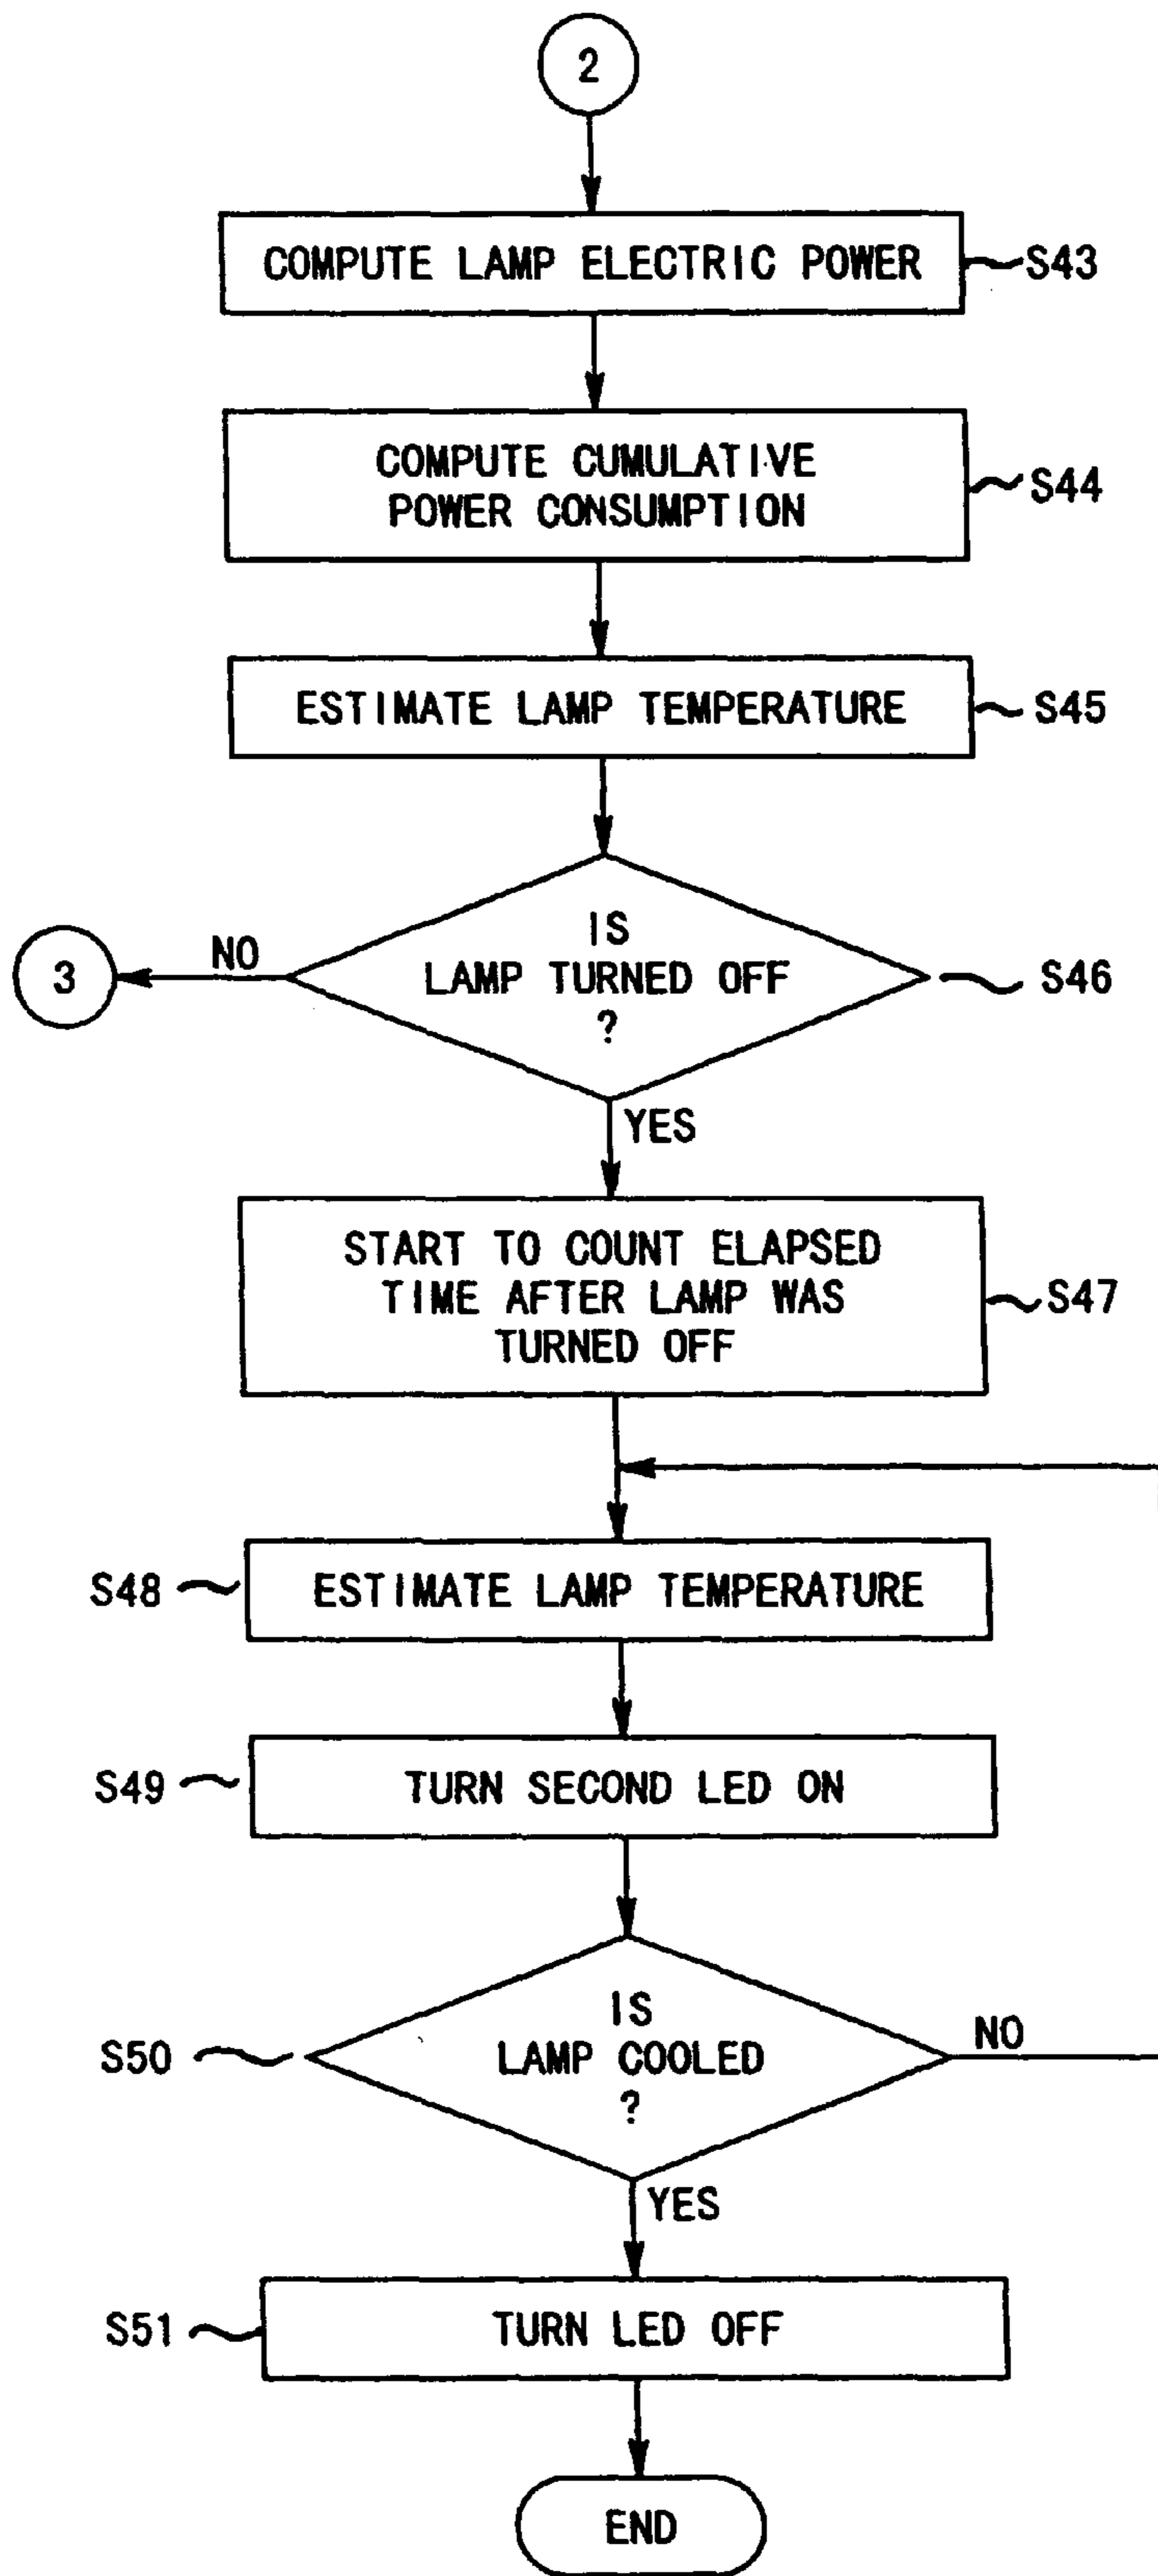 2
COMPUTE LAMP ELECTRIC POWER
S43
COMPUTE CUMULATIVE
POWER CONSUMPTION
S44
ESTIMATE LAMP TEMPERATURE
S45
IS
LAMP TURNED OFF
?
S46
NO
3
YES
START TO COUNT ELAPSED
TIME AFTER LAMP WAS
TURNED OFF
S47
S48
ESTIMATE LAMP TEMPERATURE
S49
TURN SECOND LED ON
S50
IS
LAMP COOLED
?
NO
YES
S51
TURN LED OFF
END